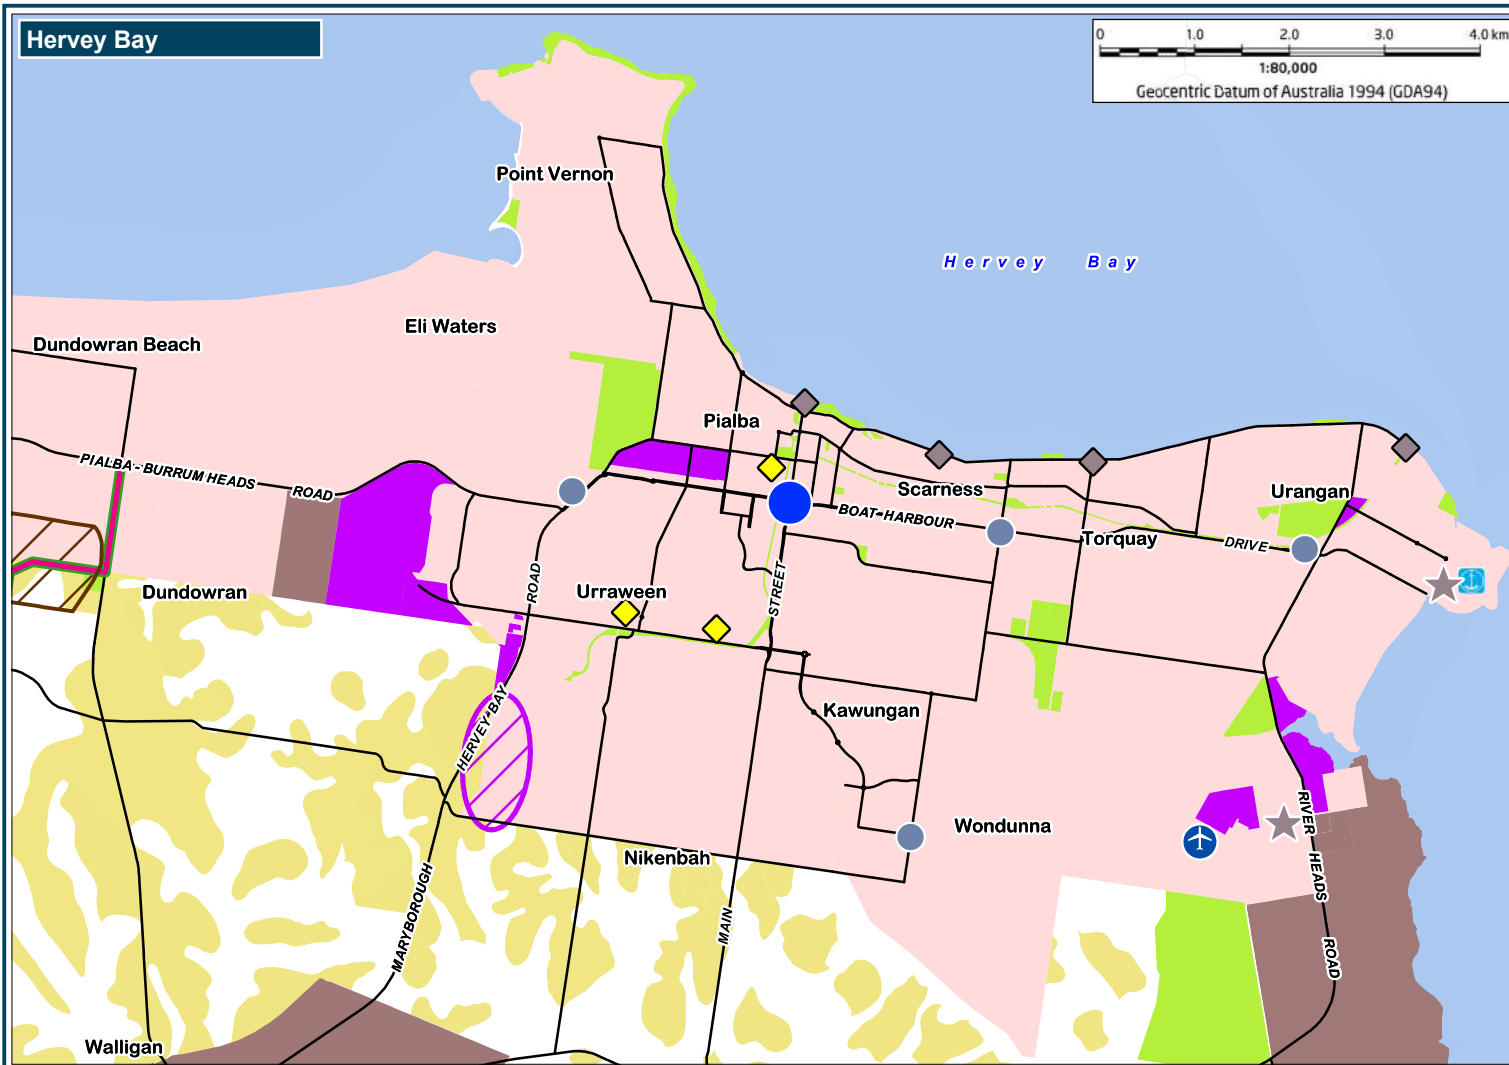 Hervey Bay
0 1.0 2.0 3.0 4.0 km
1:80,000
Geocentric Datum of Australia 1994 (GDA94)
Point Vernon
Hervey Bay
Eli Waters
Dundowran Beach
Pialba
PIALBA - BURRUM HEADS ROAD
Scarness
Urangan
BOAT HARBOUR DRIVE
Torquay
Dundowran
Urraween
STREET
ROAD
HERVEY BAY
Kawungan
Wondunna
RIVER HEADS ROAD
Nikenbah
MARYBOROUGH
MAIN
Walligan